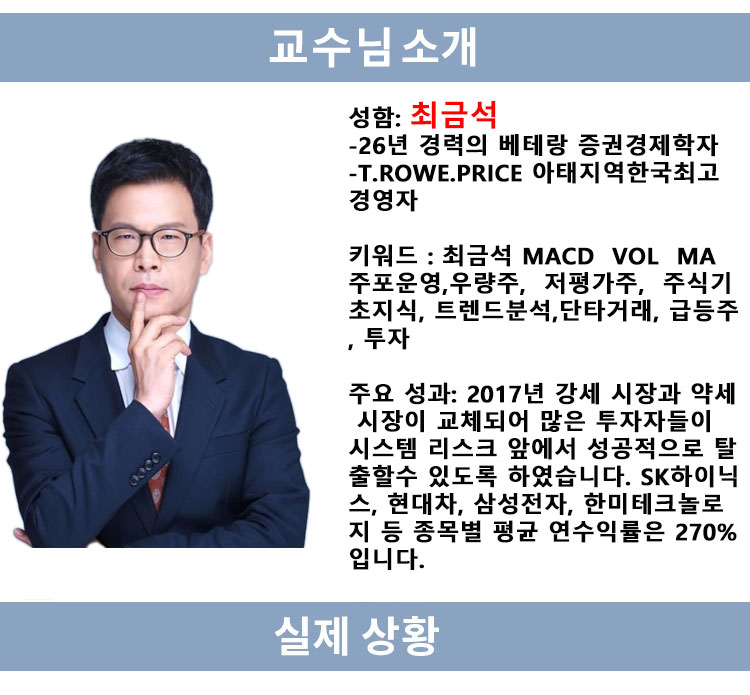 교수님 소개
성함: 최금석
-26년 경력의 베테랑 증권경제학자
-T.ROWE.PRICE 아태지역한국최고
경영자
키워드 : 최금석 MACD VOL MA
주포운영,우량주, 저평가주, 주식기
초지식, 트렌드분석,단타거래, 급등주
, 투자
주요 성과: 2017년 강세 시장과 약세
시장이 교체되어 많은 투자자들이
시스템 리스크 앞에서 성공적으로 탈
출할수 있도록 하였습니다. SK하이닉
스, 현대차, 삼성전자, 한미테크놀로
지 등 종목별 평균 연수익률은 270%
입니다.
실제 상황